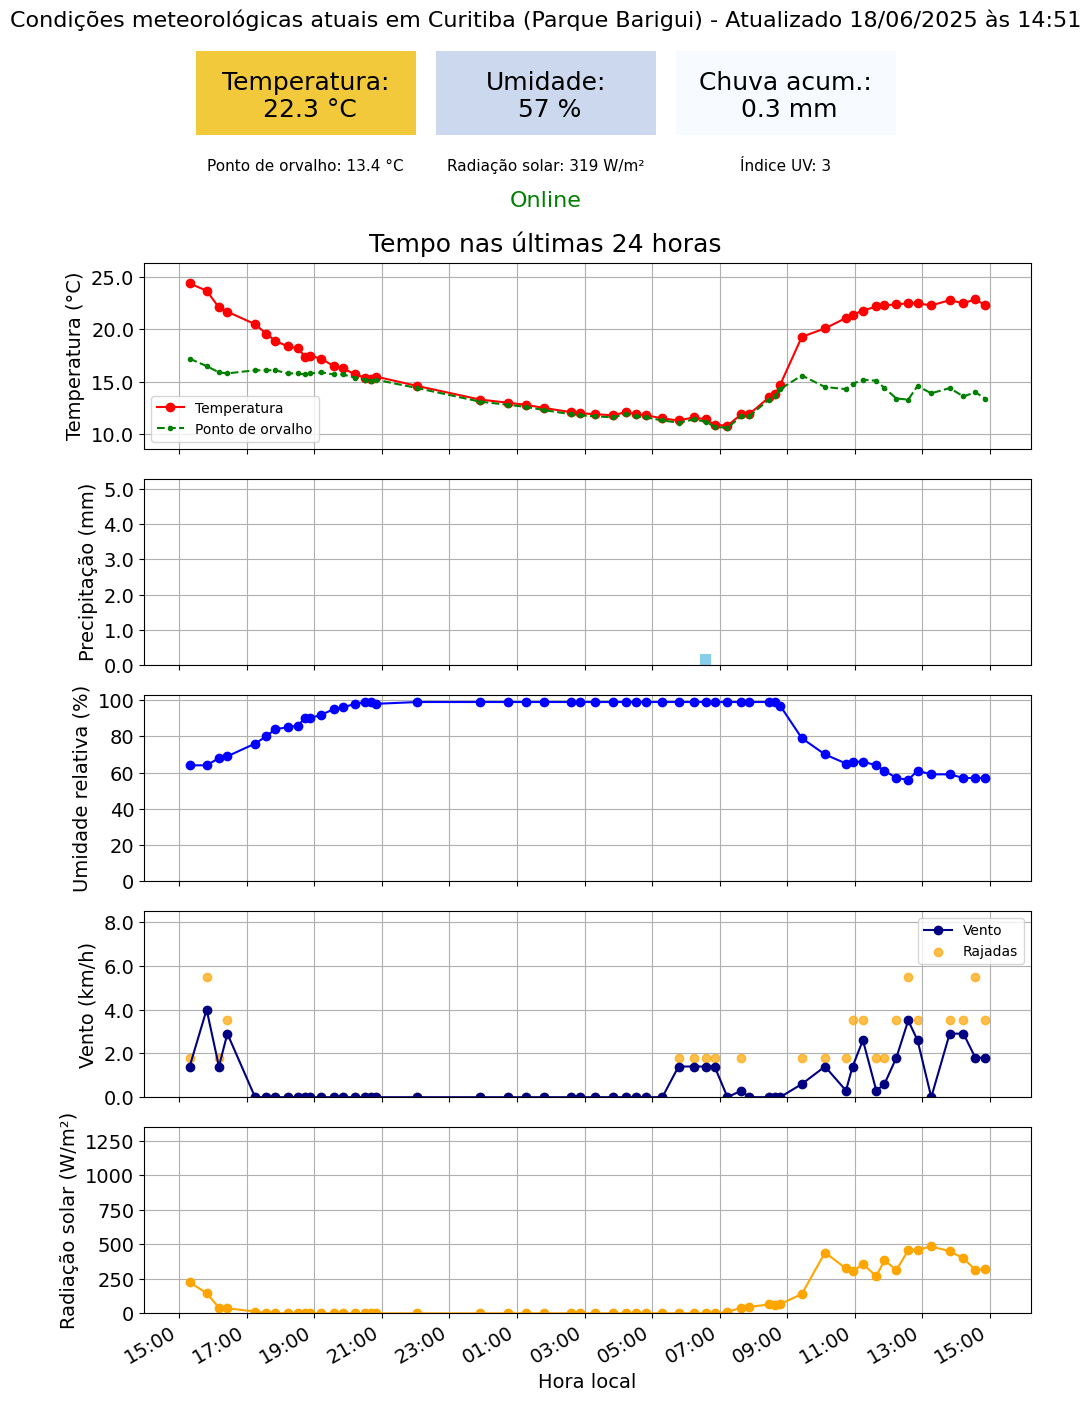 Condições meteorológicas atuais em Curitiba (Parque Barigui) - Atualizado 18/06/2025 às 14:51
Temperatura:
22.3 °C
Umidade:
57 %
Chuva acum.:
0.3 mm
Ponto de orvalho: 13.4 °C
Radiação solar: 319 W/m²
Índice UV: 3
Online
Tempo nas últimas 24 horas
Temperatura (°C)
25.0
20.0
15.0
10.0
Temperatura
Ponto de orvalho
Precipitação (mm)
5.0
4.0
3.0
2.0
1.0
0.0
Umidade relativa (%)
100
80
60
40
20
0
Vento (km/h)
8.0
6.0
4.0
2.0
0.0
Vento
Rajadas
Radiação solar (W/m²)
1250
1000
750
500
250
0
15:00
17:00
19:00
21:00
23:00
01:00
03:00
05:00
07:00
09:00
11:00
13:00
15:00
Hora local